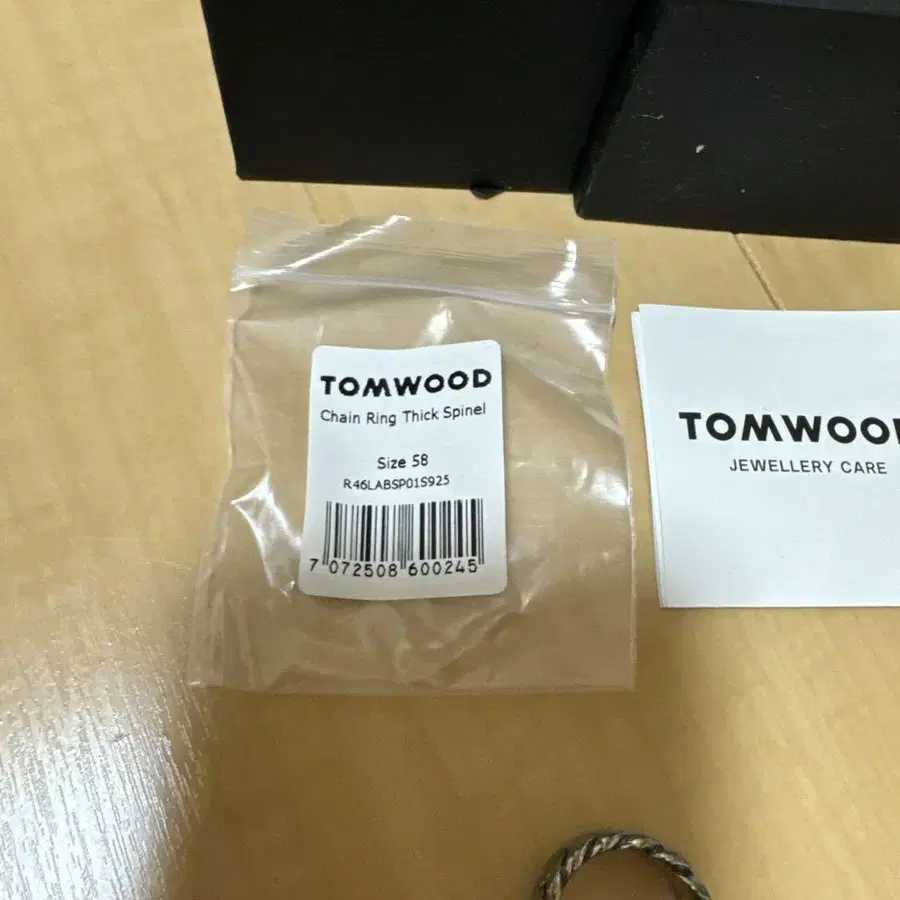 TOMWOOD
Chain Ring Thick Spinel
Size 58
R46LABSP01S925
7 072508 600245
TOMWOOD
JEWELLERY CARE